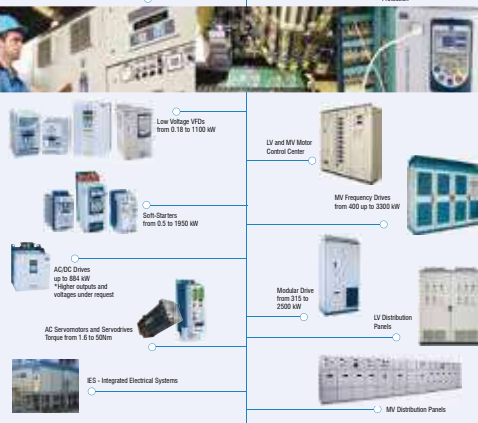 Low Voltage VFDs
from 0.18 to 1100 kW
Soft-Starters
from 0.5 to 1950 kW
AC/DC Drives
up to 884 kW
*Higher outputs and
voltages under request
AC Servomotors and Servodrives
Torque from 1.6 to 50Nm
IES - Integrated Electrical Systems
LV and MV Motor
Control Center
MV Frequency Drives
from 400 up to 3300 kW
Modular Drive
from 315 to
2500 kW
LV Distribution
Panels
MV Distribution Panels